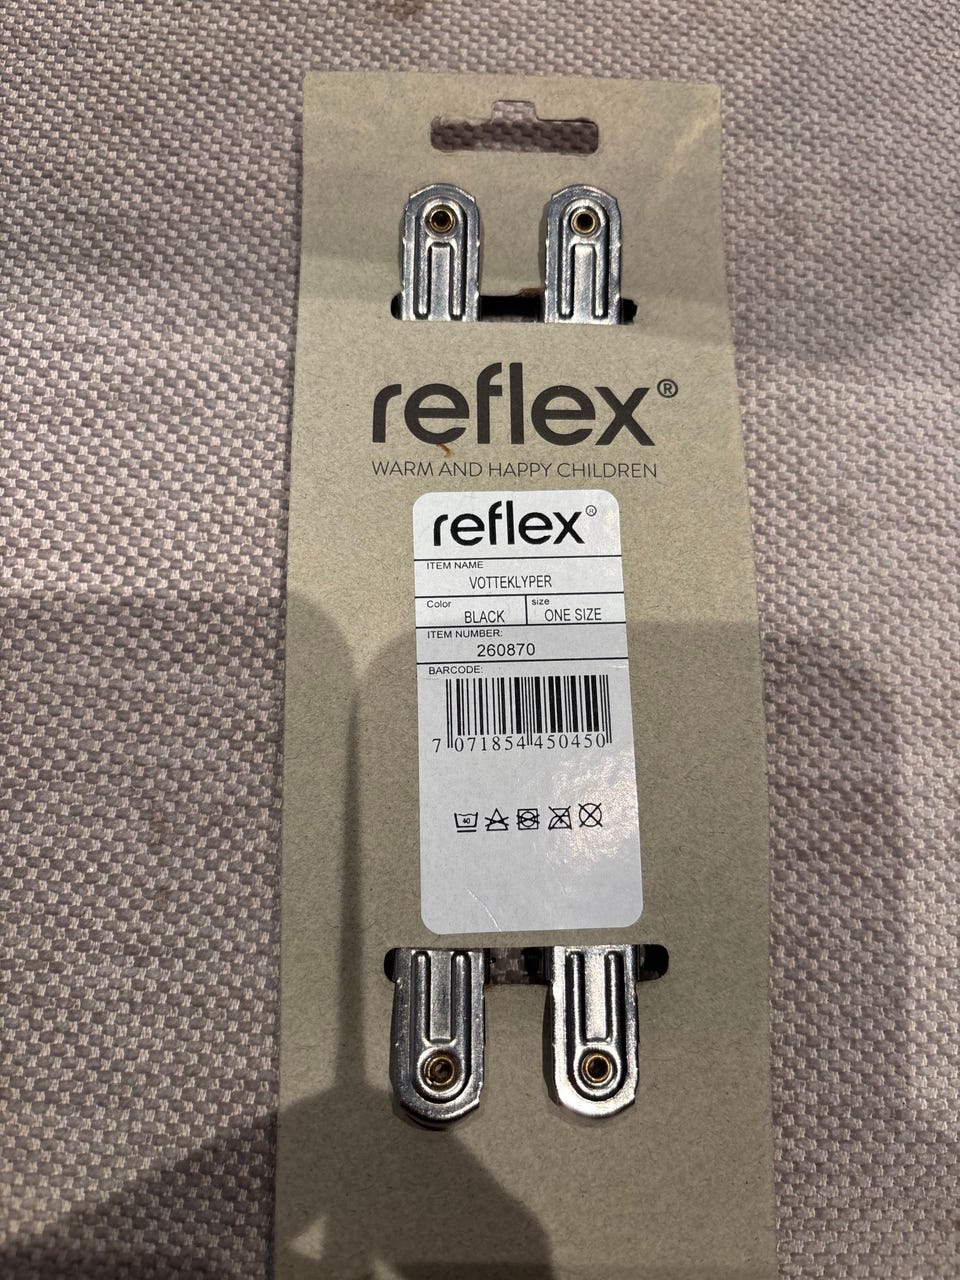 reflex®
WARM AND HAPPY CHILDREN
reflex®
ITEM NAME
VOTTEKLYPER
Color BLACK size ONE SIZE
ITEM NUMBER:
260870
BARCODE:
7 071854 450450
40